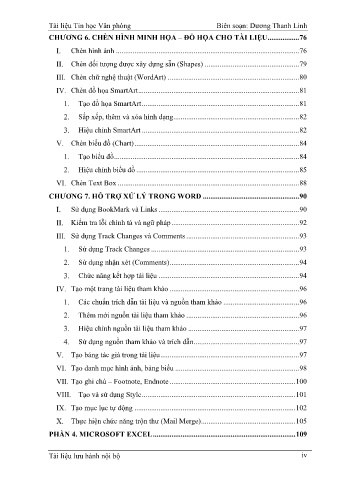 Tài liệu Tin học Văn phòng Biên soạn: Dương Thanh Linh
CHƯƠNG 6. CHÈN HÌNH MINH HỌA – ĐỒ HỌA CHO TÀI LIỆU.................76
I. Chèn hình ảnh ................................................76
II. Chèn đối tượng được xây dựng sẵn (Shapes) ................................................79
III. Chèn chữ nghệ thuật (WordArt) ................................................80
IV. Chèn đồ họa SmartArt................................................81
1. Tạo đồ họa SmartArt................................................81
2. Sắp xếp, thêm và xóa hình dạng................................................82
3. Hiệu chỉnh SmartArt ................................................82
V. Chèn biểu đồ (Chart)................................................84
1. Tạo biểu đồ................................................84
2. Hiệu chỉnh biểu đồ ................................................85
VI. Chèn Text Box ................................................88
CHƯƠNG 7. HỖ TRỢ XỬ LÝ TRONG WORD ................................................90
I. Sử dụng BookMark và Links ................................................90
II. Kiểm tra lỗi chính tả và ngữ pháp ................................................92
III. Sử dụng Track Changes và Comments ................................................93
1. Sử dụng Track Changes ................................................93
2. Sử dụng nhận xét (Comments)................................................94
3. Chức năng kết hợp tài liệu ................................................94
IV. Tạo một trang tài liệu tham khảo ................................................96
1. Các chuẩn trích dẫn tài liệu và nguồn tham khảo ................................................96
2. Thêm mới nguồn tài liệu tham khảo ................................................96
3. Hiệu chỉnh nguồn tài liệu tham khảo ................................................97
4. Sử dụng nguồn tham khảo và trích dẫn................................................97
V. Tạo bảng tác giả trong tài liệu................................................97
VI. Tạo danh mục hình ảnh, bảng biểu ................................................98
VII. Tạo ghi chú – Footnote, Endnote ................................................100
VIII. Tạo và sử dụng Style................................................101
IX. Tạo mục lục tự động ................................................102
X. Thực hiện chức năng trộn thư (Mail Merge)................................................105
PHẦN 4. MICROSOFT EXCEL................................................109
Tài liệu lưu hành nội bộ iv